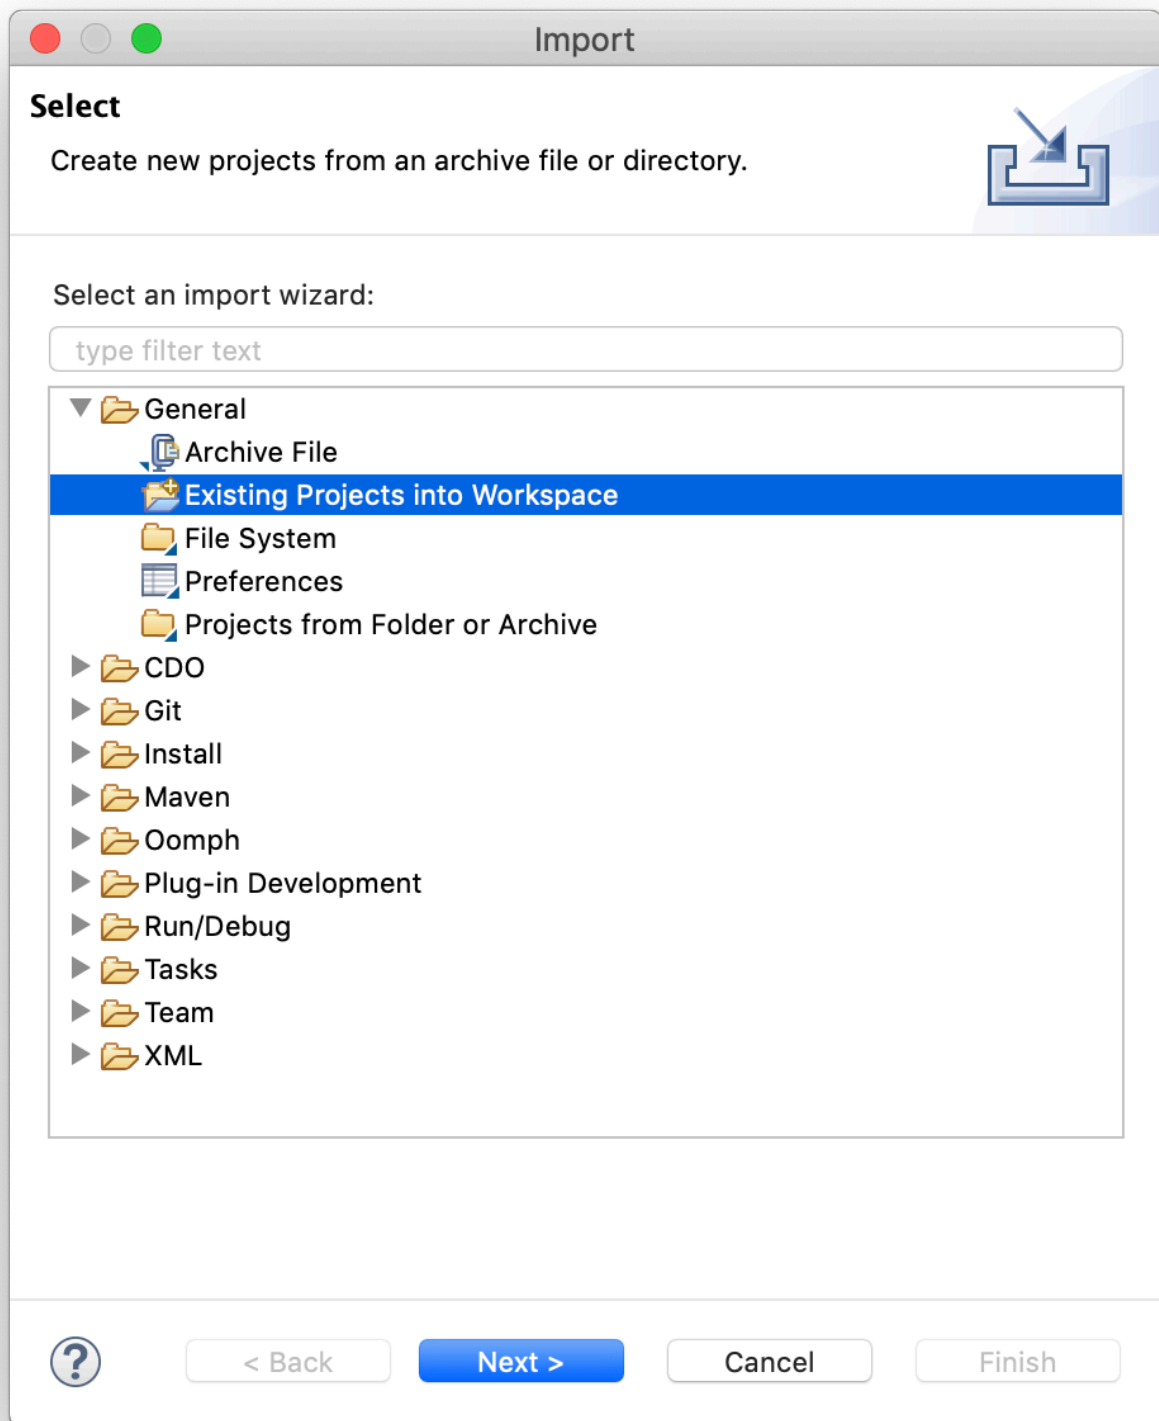 Import
Select
Create new projects from an archive file or directory.
Select an import wizard:
type filter text
General
Archive File
Existing Projects into Workspace
File System
Preferences
Projects from Folder or Archive
CDO
Git
Install
Maven
Oomph
Plug-in Development
Run/Debug
Tasks
Team
XML
? < Back Next > Cancel Finish